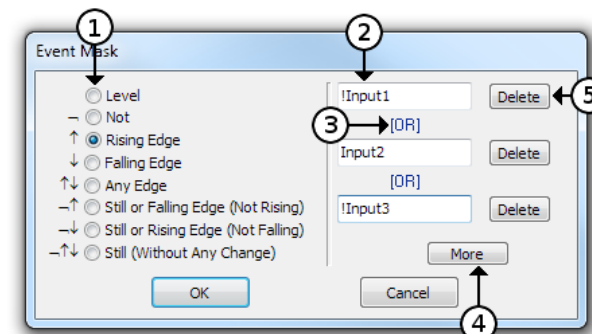 1
2
Event Mask
Level
!Input1
Delete
5
¬ Not
3
[OR]
↑ Rising Edge
Input2
Delete
↓ Falling Edge
↑↓ Any Edge
[OR]
¬↑ Still or Falling Edge (Not Rising)
!Input3
Delete
¬↓ Still or Rising Edge (Not Falling)
¬↑↓ Still (Without Any Change)
More
OK
Cancel
4